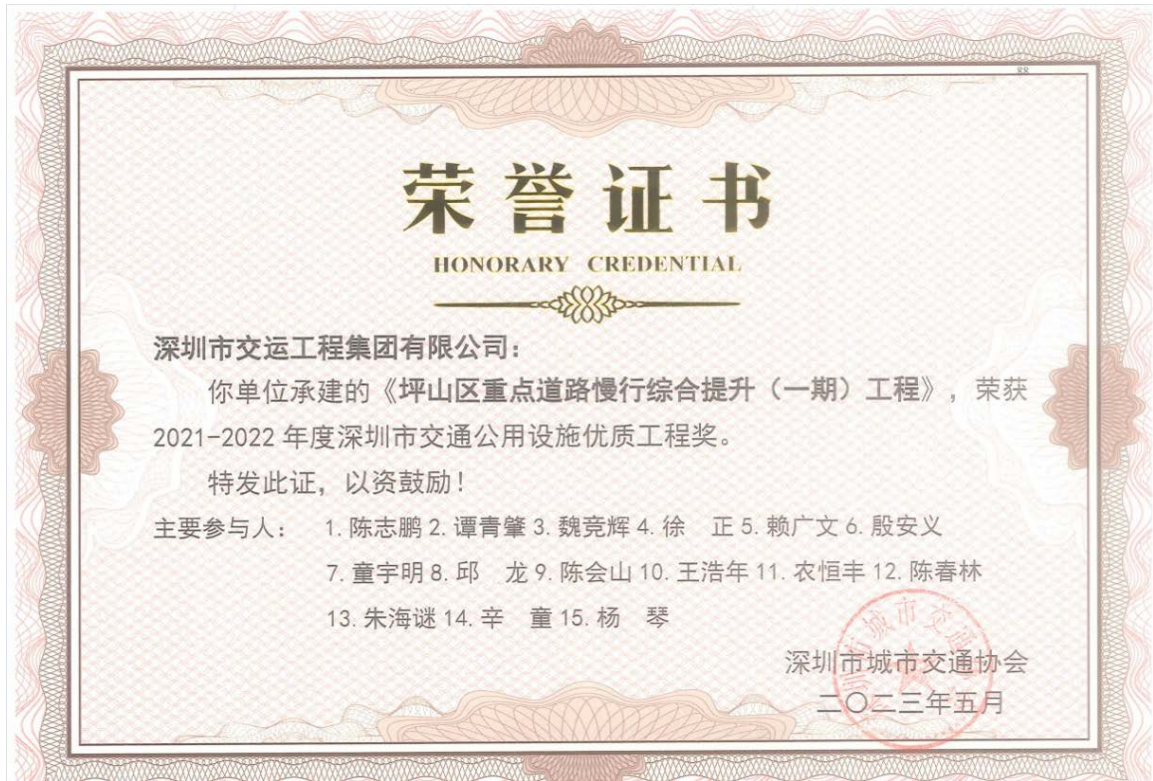 荣誉证书
HONORARY CREDENTIAL
深圳市交运工程集团有限公司：
你单位承建的《坪山区重点道路慢行综合提升（一期）工程》，荣获
2021-2022 年度深圳市交通公用设施优质工程奖。
特发此证，以资鼓励！
主要参与人： 1. 陈志鹏 2. 谭青肇 3. 魏竞辉 4. 徐　正 5. 赖广文 6. 殷安义
7. 童宇明 8. 邱　龙 9. 陈会山 10. 王浩年 11. 农恒丰 12. 陈春林
13. 朱海谜 14. 辛　童 15. 杨　琴
深圳市城市交通协会
二〇二三年五月